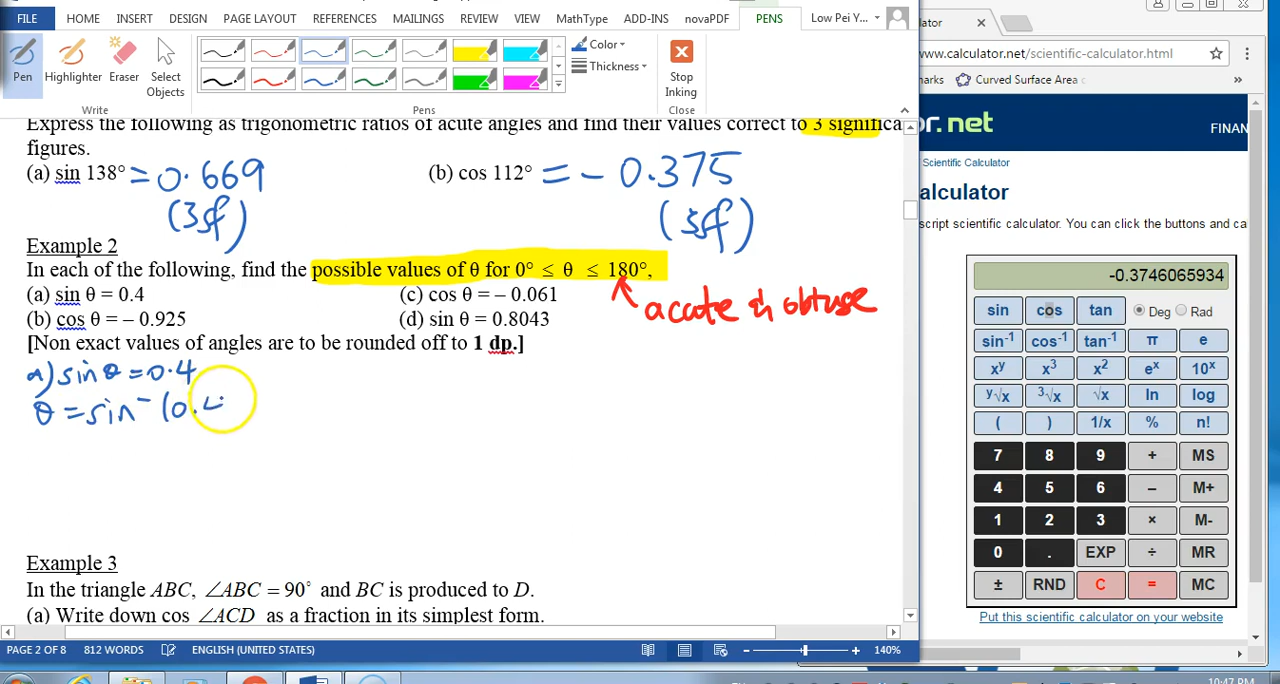 FILE HOME INSERT DESIGN PAGE LAYOUT REFERENCES MAILINGS REVIEW VIEW MathType ADD-INS novaPDF PENS Low Pei Y...
Pen Highlighter Eraser Select Objects
Color
Thickness
Stop Inking
Write Pens Close
Express the following as trigonometric ratios of acute angles and find their values correct to 3 significa
figures.
(a) sin 138° = 0.669 (b) cos 112° = – 0.375
(3sf) (3sf)
Example 2
In each of the following, find the possible values of θ for 0° ≤ θ ≤ 180°,
(a) sin θ = 0.4 (c) cos θ = – 0.061
acute & obtuse
(b) cos θ = – 0.925 (d) sin θ = 0.8043
[Non exact values of angles are to be rounded off to 1 dp.]
a) sin θ = 0.4
θ = sin⁻ (0.4
Example 3
In the triangle ABC, ∠ABC = 90° and BC is produced to D.
(a) Write down cos ∠ACD as a fraction in its simplest form.
PAGE 2 OF 8 812 WORDS ENGLISH (UNITED STATES) 140%
ulator
www.calculator.net/scientific-calculator.html
narks Curved Surface Area
or.net FINAN
Scientific Calculator
alculator
script scientific calculator. You can click the buttons and ca
-0.3746065934
sin cos tan Deg Rad
sin⁻¹ cos⁻¹ tan⁻¹ π e
xʸ x³ x² eˣ 10ˣ
ʸ√x ³√x √x ln log
( ) 1/x % n!
7 8 9 + MS
4 5 6 – M+
1 2 3 × M-
0 . EXP ÷ MR
± RND C = MC
Put this scientific calculator on your website
10:47 PM